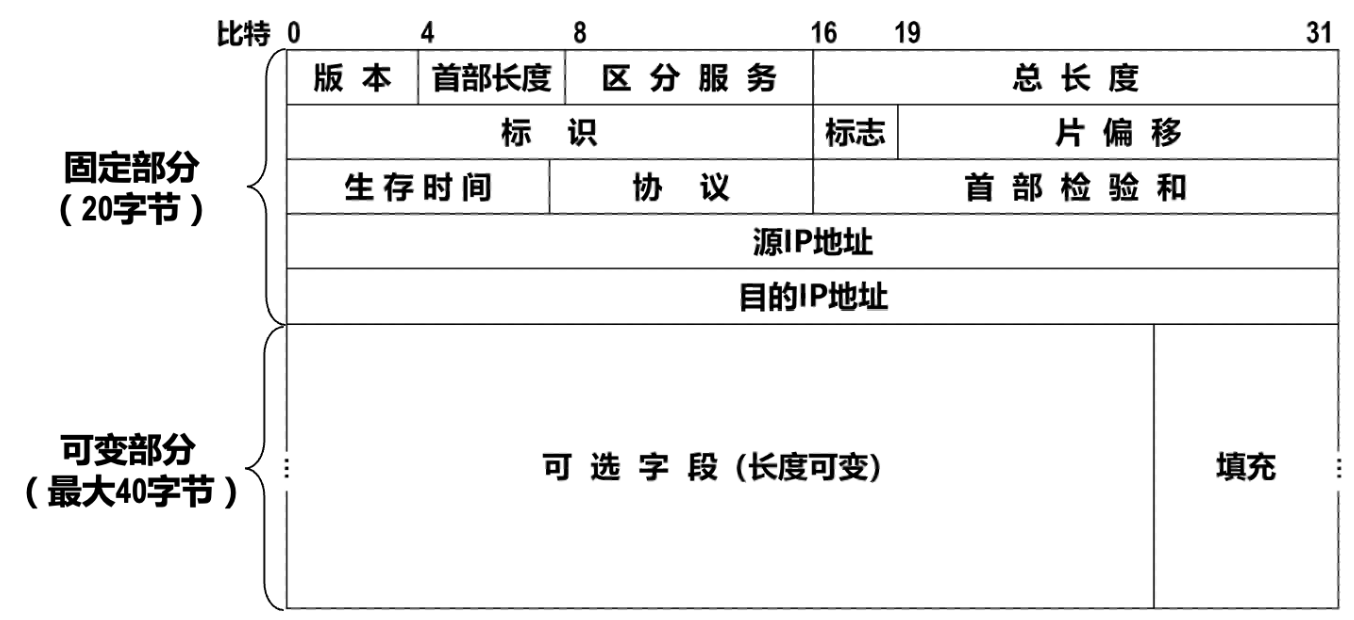 比特 0 4 8 16 19 31
版 本 首部长度 区 分 服 务 总 长 度
标 识 标志 片 偏 移
固定部分
（20字节）
生 存 时 间 协 议 首 部 检 验 和
源IP地址
目的IP地址
可变部分
（最大40字节）
可 选 字 段 (长度可变) 填充